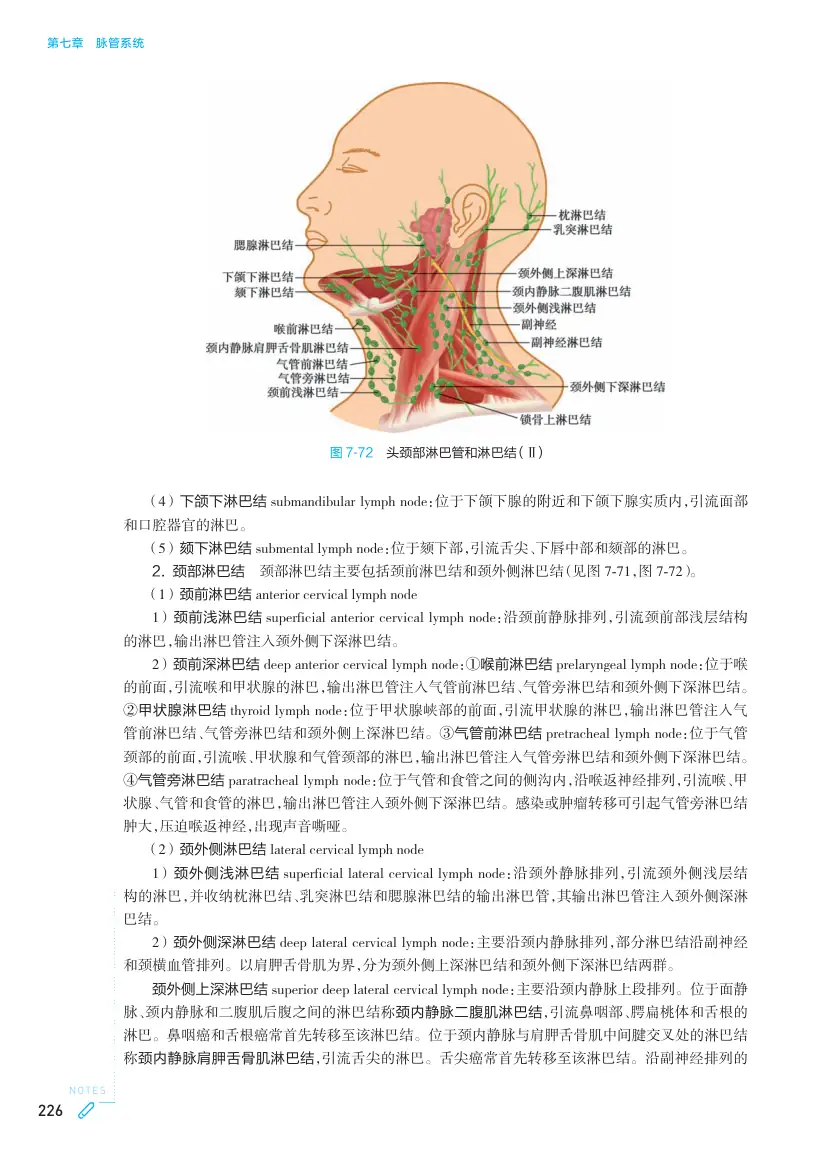 第七章　脉管系统
枕淋巴结
乳突淋巴结
腮腺淋巴结
下颌下淋巴结
颏下淋巴结
颈外侧上深淋巴结
颈内静脉二腹肌淋巴结
颈外侧浅淋巴结
副神经
副神经淋巴结
喉前淋巴结
颈内静脉肩胛舌骨肌淋巴结
气管前淋巴结
气管旁淋巴结
颈前浅淋巴结
颈外侧下深淋巴结
锁骨上淋巴结
图 7-72　头颈部淋巴管和淋巴结（Ⅱ）
（4）下颌下淋巴结 submandibular lymph node：位于下颌下腺的附近和下颌下腺实质内，引流面部
和口腔器官的淋巴。
（5）颏下淋巴结 submental lymph node：位于颏下部，引流舌尖、下唇中部和颏部的淋巴。
2. 颈部淋巴结　颈部淋巴结主要包括颈前淋巴结和颈外侧淋巴结（见图 7-71，图 7-72）。
（1）颈前淋巴结 anterior cervical lymph node
1）颈前浅淋巴结 superficial anterior cervical lymph node：沿颈前静脉排列，引流颈前部浅层结构
的淋巴，输出淋巴管注入颈外侧下深淋巴结。
2）颈前深淋巴结 deep anterior cervical lymph node：①喉前淋巴结 prelaryngeal lymph node：位于喉
的前面，引流喉和甲状腺的淋巴，输出淋巴管注入气管前淋巴结、气管旁淋巴结和颈外侧下深淋巴结。
②甲状腺淋巴结 thyroid lymph node：位于甲状腺峡部的前面，引流甲状腺的淋巴，输出淋巴管注入气
管前淋巴结、气管旁淋巴结和颈外侧上深淋巴结。③气管前淋巴结 pretracheal lymph node：位于气管
颈部的前面，引流喉、甲状腺和气管颈部的淋巴，输出淋巴管注入气管旁淋巴结和颈外侧下深淋巴结。
④气管旁淋巴结 paratracheal lymph node：位于气管和食管之间的侧沟内，沿喉返神经排列，引流喉、甲
状腺、气管和食管的淋巴，输出淋巴管注入颈外侧下深淋巴结。感染或肿瘤转移可引起气管旁淋巴结
肿大，压迫喉返神经，出现声音嘶哑。
（2）颈外侧淋巴结 lateral cervical lymph node
1）颈外侧浅淋巴结 superficial lateral cervical lymph node：沿颈外静脉排列，引流颈外侧浅层结
构的淋巴，并收纳枕淋巴结、乳突淋巴结和腮腺淋巴结的输出淋巴管，其输出淋巴管注入颈外侧深淋
巴结。
2）颈外侧深淋巴结 deep lateral cervical lymph node：主要沿颈内静脉排列，部分淋巴结沿副神经
和颈横血管排列。以肩胛舌骨肌为界，分为颈外侧上深淋巴结和颈外侧下深淋巴结两群。
颈外侧上深淋巴结 superior deep lateral cervical lymph node：主要沿颈内静脉上段排列。位于面静
脉、颈内静脉和二腹肌后腹之间的淋巴结称颈内静脉二腹肌淋巴结，引流鼻咽部、腭扁桃体和舌根的
淋巴。鼻咽癌和舌根癌常首先转移至该淋巴结。位于颈内静脉与肩胛舌骨肌中间腱交叉处的淋巴结
称颈内静脉肩胛舌骨肌淋巴结，引流舌尖的淋巴。舌尖癌常首先转移至该淋巴结。沿副神经排列的
NOTES
226